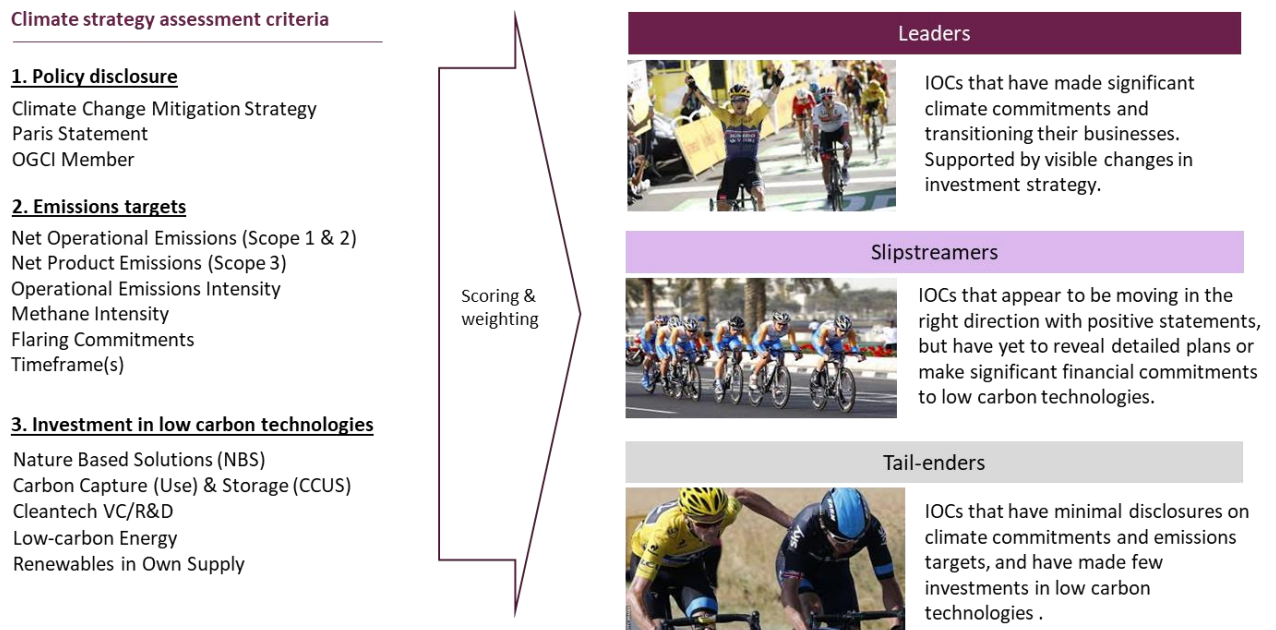 Climate strategy assessment criteria
1. Policy disclosure
Climate Change Mitigation Strategy
Paris Statement
OGCI Member
2. Emissions targets
Net Operational Emissions (Scope 1 & 2)
Net Product Emissions (Scope 3)
Operational Emissions Intensity
Methane Intensity
Flaring Commitments
Timeframe(s)
3. Investment in low carbon technologies
Nature Based Solutions (NBS)
Carbon Capture (Use) & Storage (CCUS)
Cleantech VC/R&D
Low-carbon Energy
Renewables in Own Supply
Scoring &
weighting
Leaders
IOCs that have made significant
climate commitments and
transitioning their businesses.
Supported by visible changes in
investment strategy.
Slipstreamers
IOCs that appear to be moving in the
right direction with positive statements,
but have yet to reveal detailed plans or
make significant financial commitments
to low carbon technologies.
Tail-enders
IOCs that have minimal disclosures on
climate commitments and emissions
targets, and have made few
investments in low carbon
technologies .